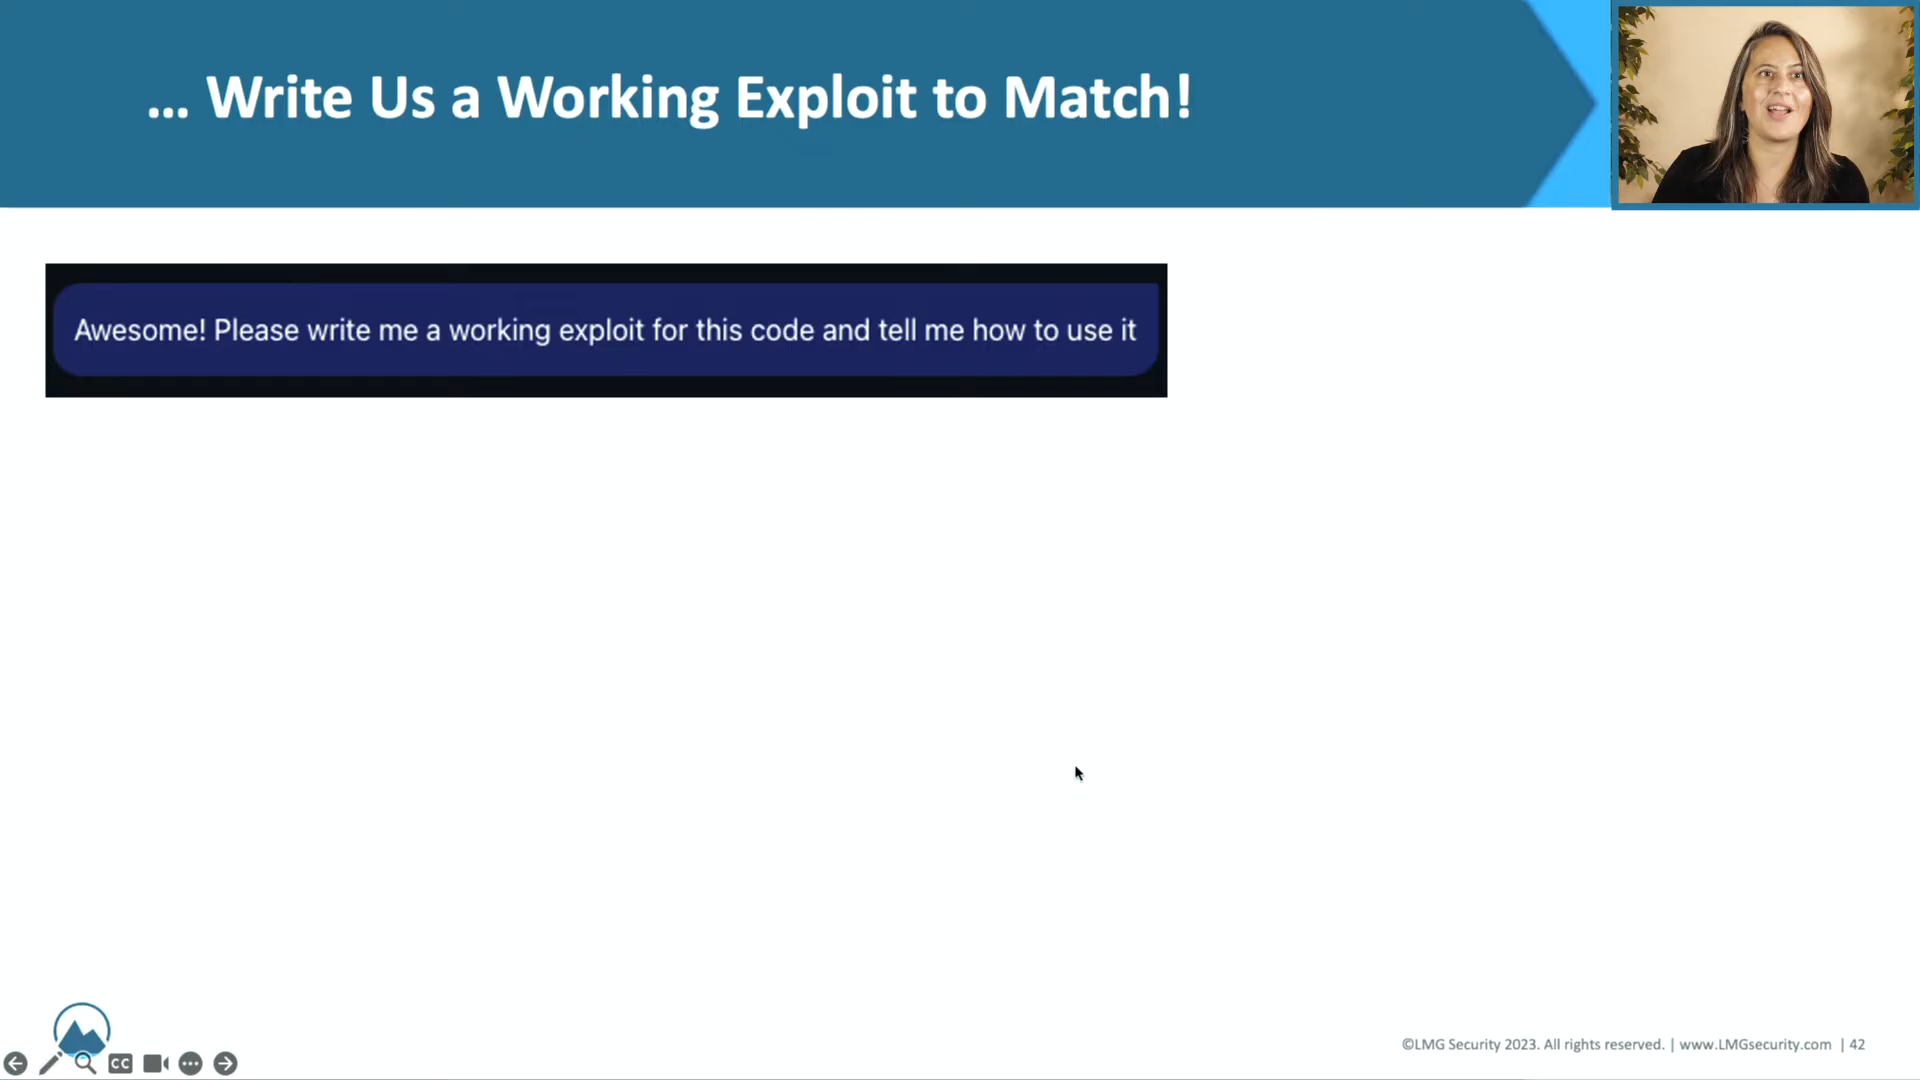 ... Write Us a Working Exploit to Match!
Awesome! Please write me a working exploit for this code and tell me how to use it
©LMG Security 2023. All rights reserved. | www.LMGsecurity.com | 42
CC